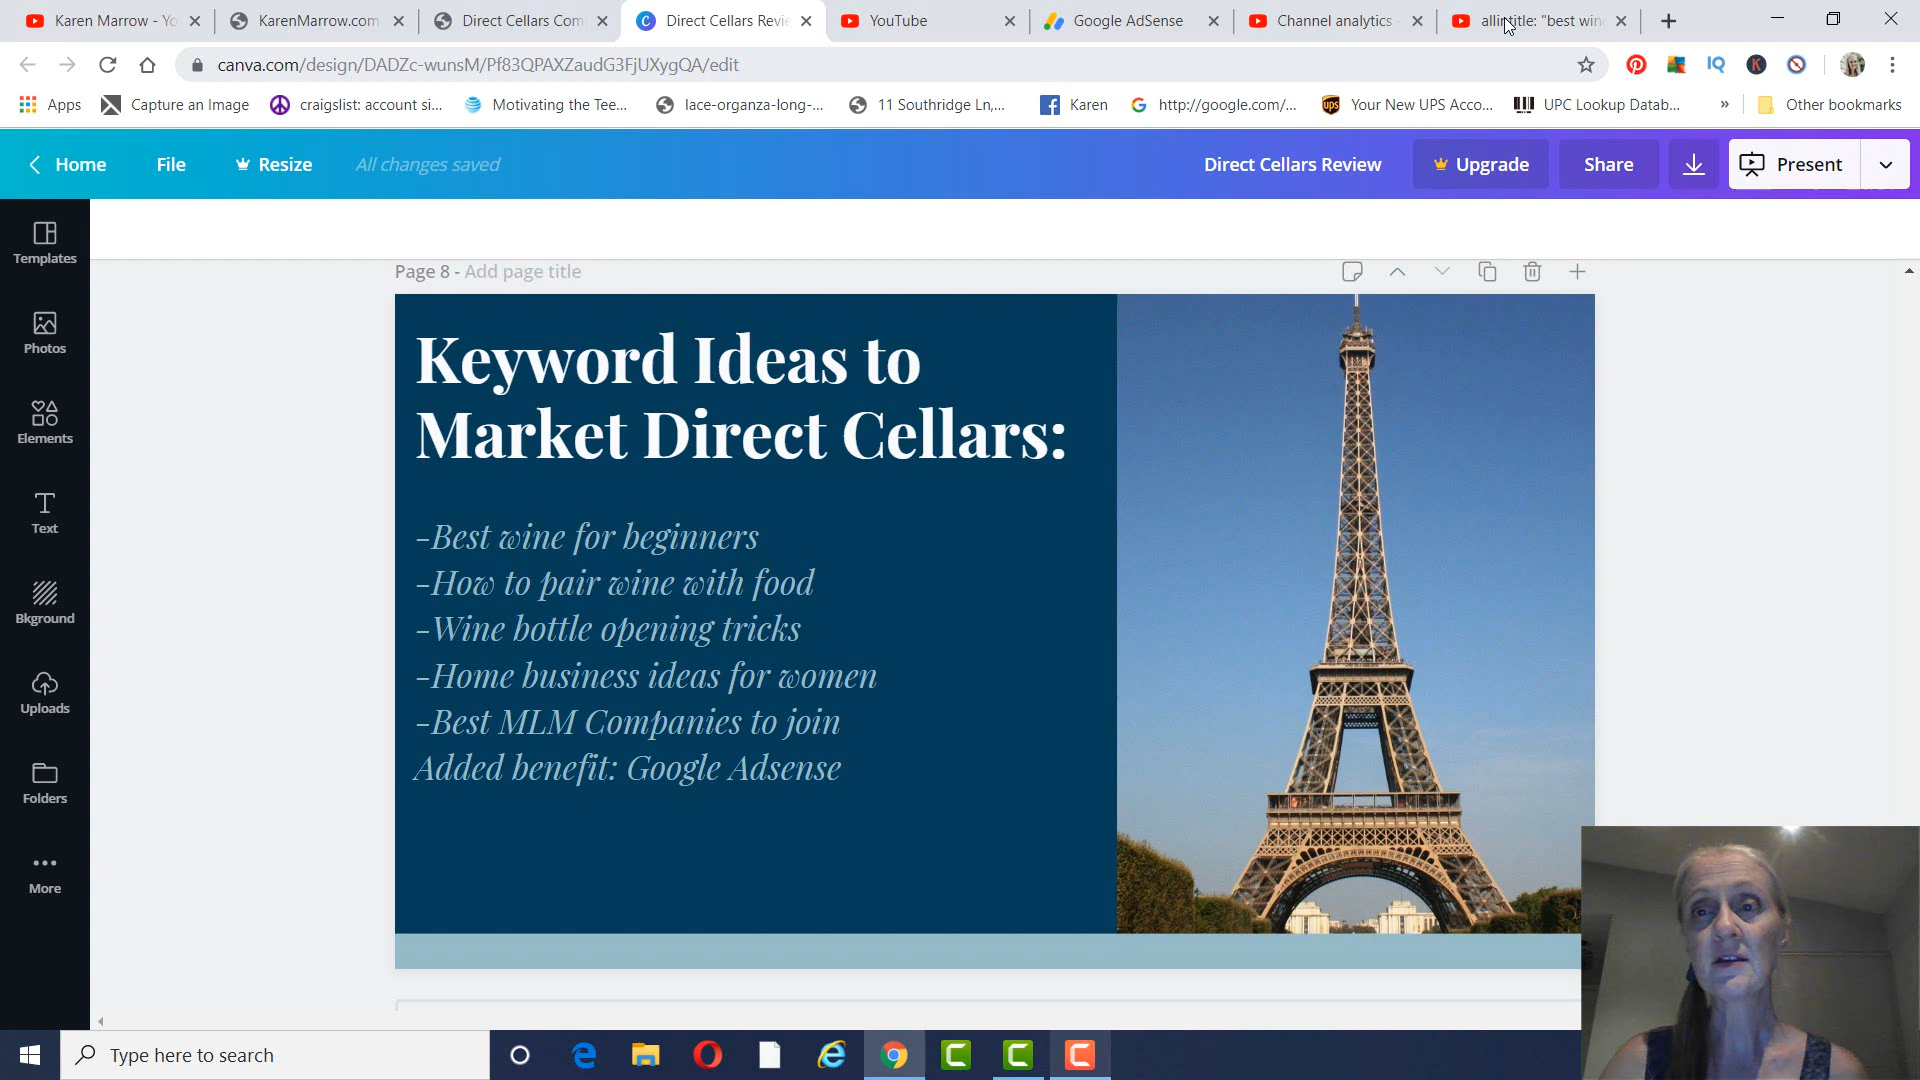 Karen Marrow - Yo
KarenMarrow.com
Direct Cellars Com
Direct Cellars Revie
YouTube
Google AdSense
Channel analytics
allintitle: "best win
canva.com/design/DADZc-wunsM/Pf83QPAXZaudG3FjUXygQA/edit
Apps
Capture an Image
craigslist: account si...
Motivating the Tee...
lace-organza-long-...
11 Southridge Ln,...
Karen
http://google.com/...
Your New UPS Acco...
UPC Lookup Datab...
»
Other bookmarks
Home
File
Resize
All changes saved
Direct Cellars Review
Upgrade
Share
Present
Templates
Photos
Elements
Text
Bkground
Uploads
Folders
More
Page 8 - Add page title
Keyword Ideas to
Market Direct Cellars:
-Best wine for beginners
-How to pair wine with food
-Wine bottle opening tricks
-Home business ideas for women
-Best MLM Companies to join
Added benefit: Google Adsense
Type here to search